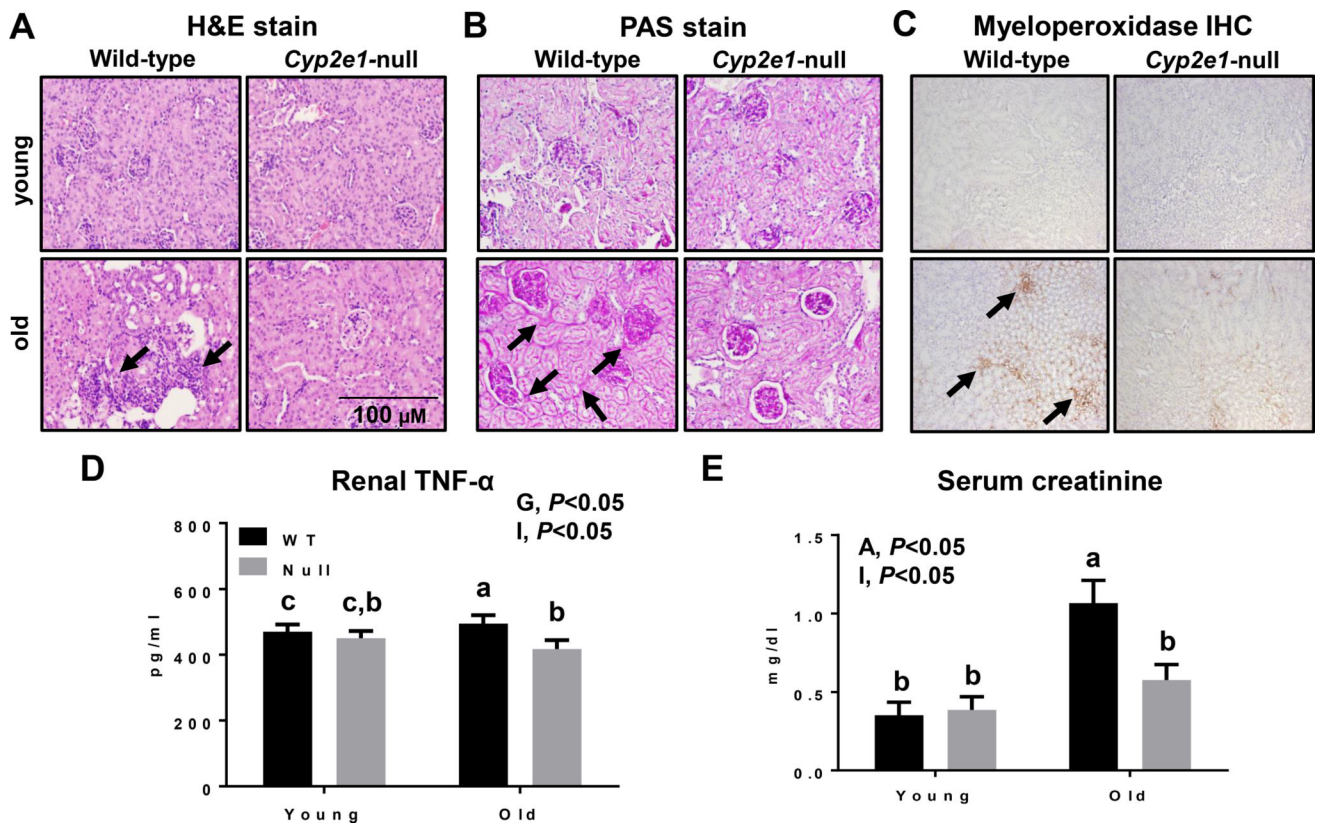 A
H&E stain
Wild-type
Cyp2e1-null
B
PAS stain
Wild-type
Cyp2e1-null
C
Myeloperoxidase IHC
Wild-type
Cyp2e1-null
young
old
100 µM
D
Renal TNF-α
G, P<0.05
I, P<0.05
WT
Null
pg/ml
800
600
400
200
0
c
c,b
a
b
Young
Old
E
Serum creatinine
A, P<0.05
I, P<0.05
mg/dl
1.5
1.0
0.5
0.0
b
b
a
b
Young
Old